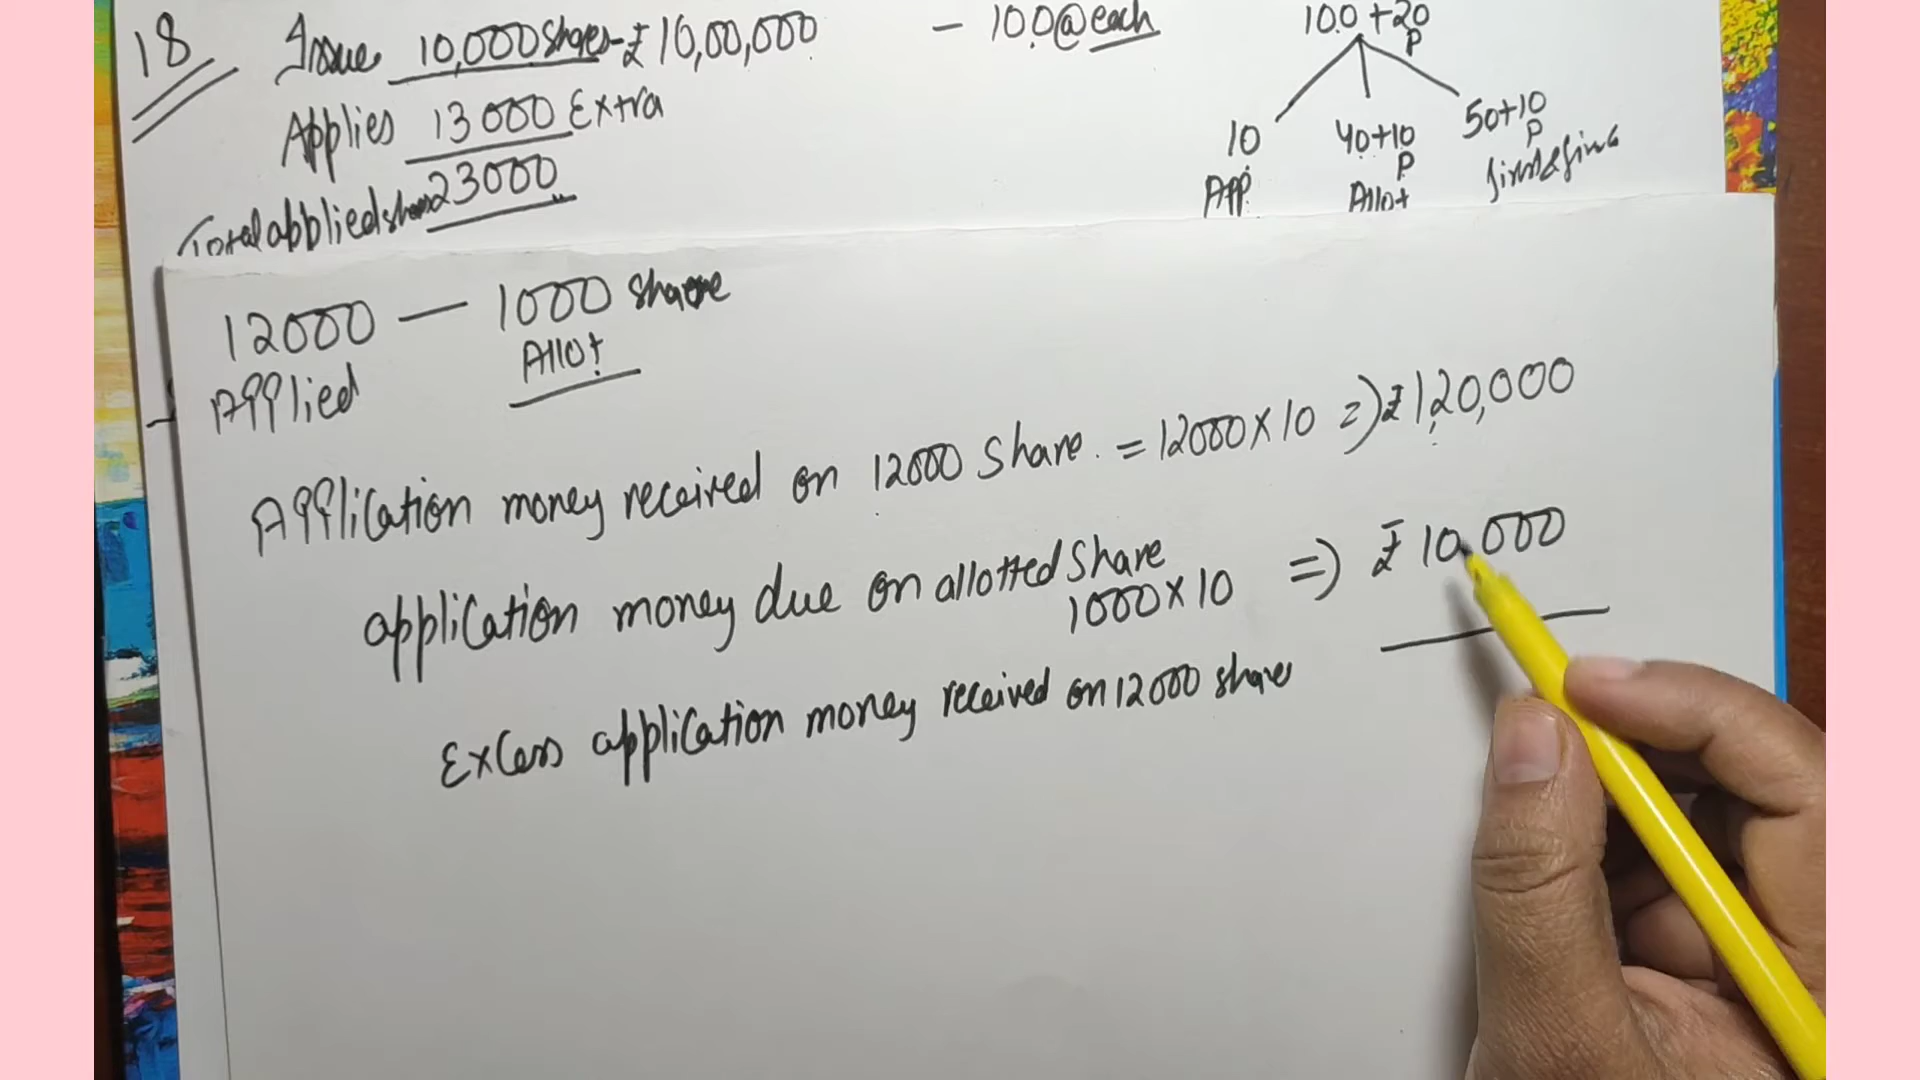 18 Issue 10,000 Shares - ₹ 10,00,000 - 100@each
Applies 13000 Extra
Total applied share 23000
100+20
P
10
APP.
40+10
P
Allot
50+10
P
12000 — 1000 share
Applied
Allot
Application money received on 12000 Share. = 12000 × 10 => ₹ 120,000
application money due on allotted Share
1000 × 10 => ₹ 10,000
Excess application money received on 12000 shares